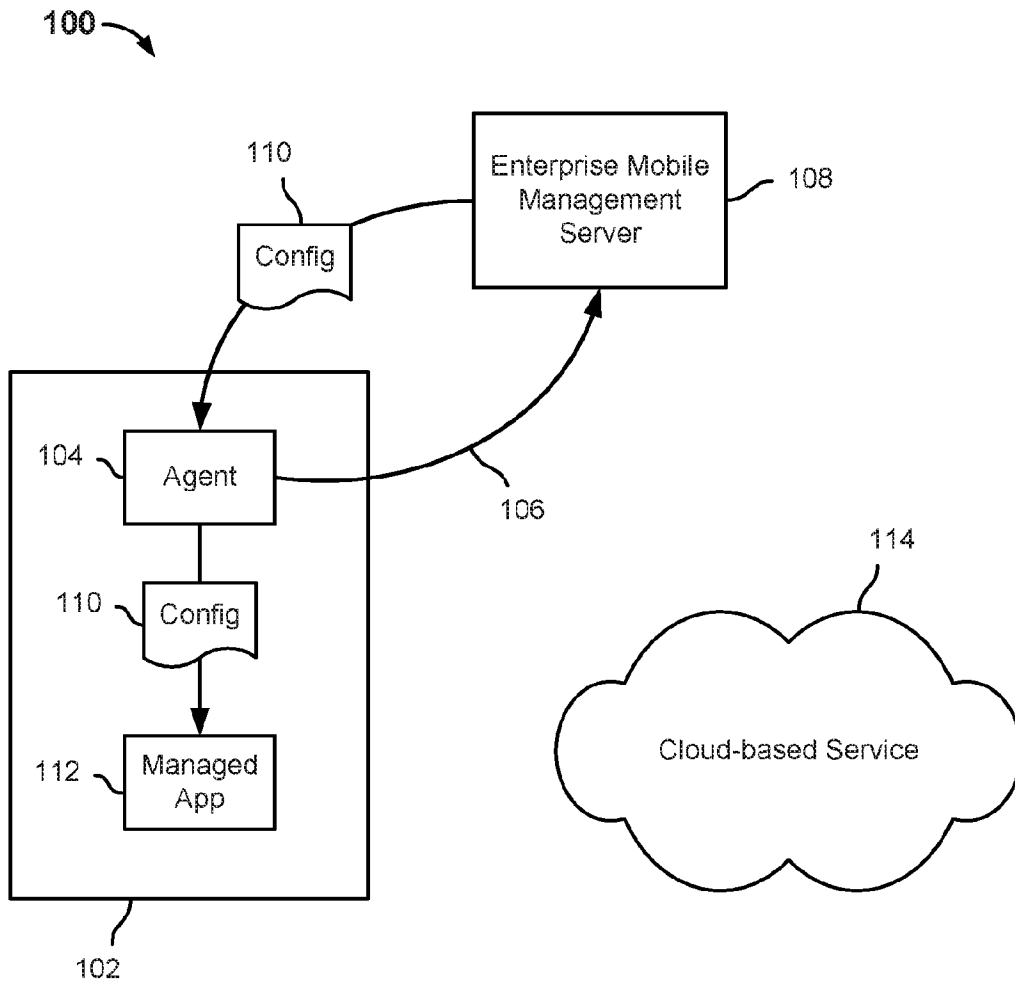 100
110
Config
Enterprise Mobile
Management
Server
108
104
Agent
106
110
Config
114
112
Managed
App
Cloud-based Service
102